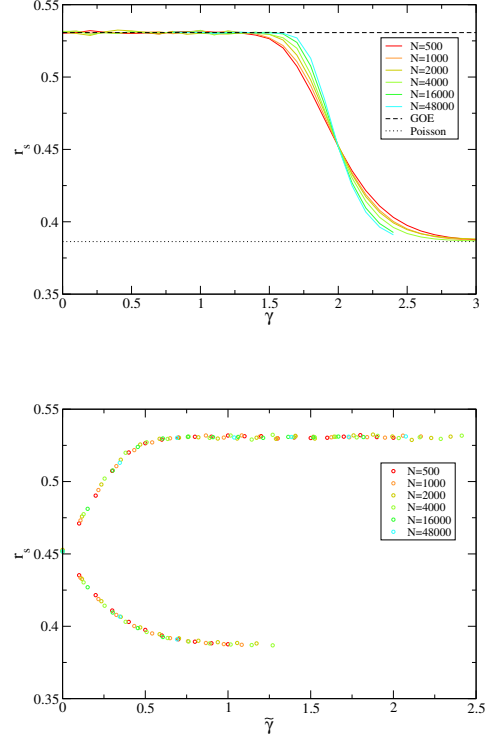 0.55
0.5
0.45
0.4
0.35
r_s
N=500
N=1000
N=2000
N=4000
N=16000
N=48000
GOE
Poisson
0 0.5 1 1.5 2 2.5 3
γ
0.55
0.5
0.45
0.4
0.35
r_s
N=500
N=1000
N=2000
N=4000
N=16000
N=48000
0 0.5 1 1.5 2 2.5
γ̃